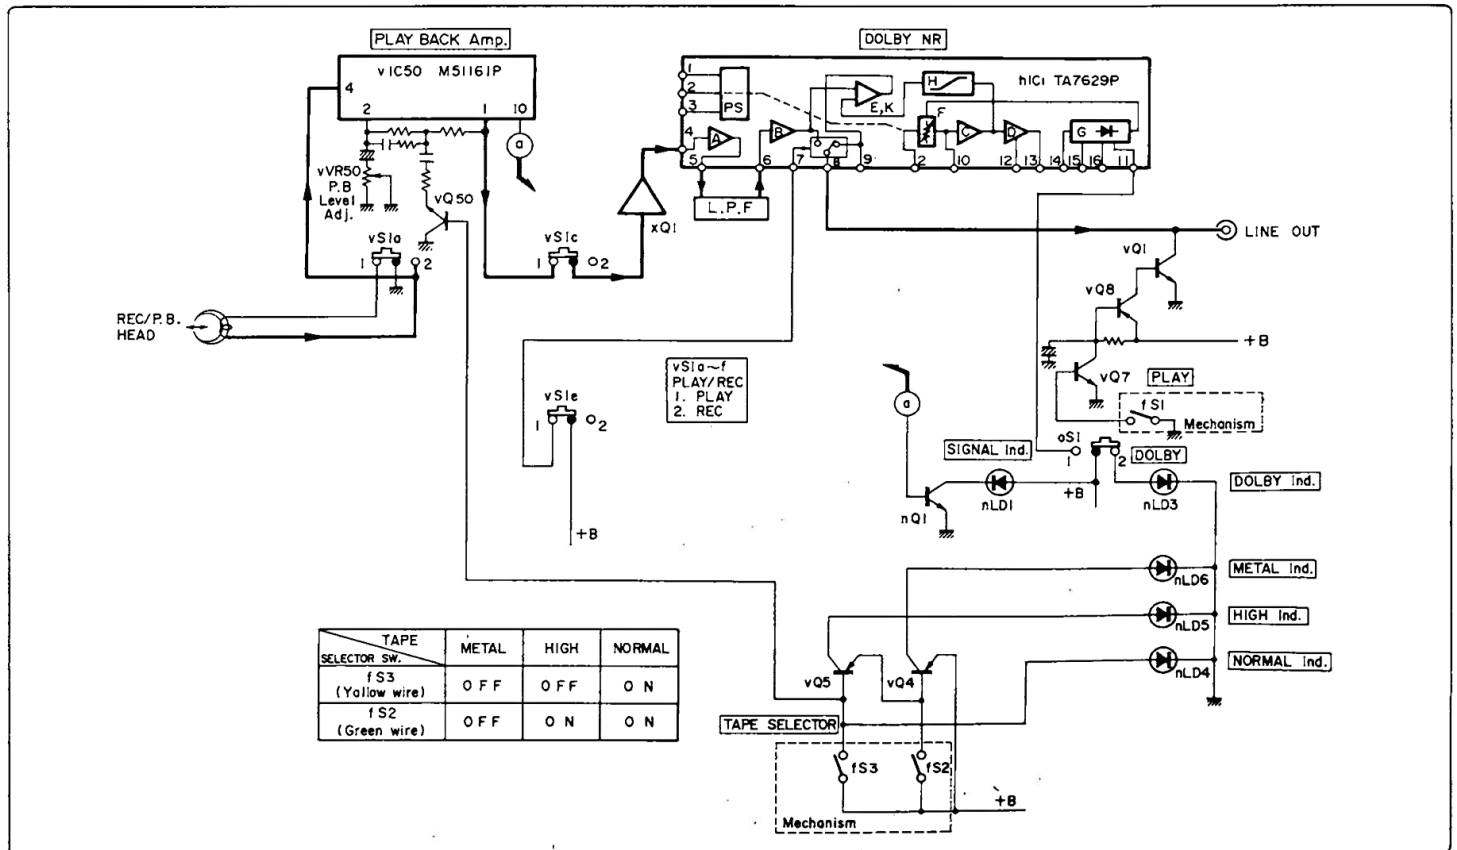 PLAY BACK Amp.
DOLBY NR
vIC50 M51161P
4
2
1
10
a
vVR50
P.B
Level
Adj.
vQ50
vS1a
1
2
vS1c
1
2
xQ1
REC/P.B.
HEAD
hIC1 TA7629P
1
2
3
PS
4
A
5
6
B
7
8
9
E,K
H
F
C
D
G
2
10
12
13
14
15
16
11
L.P.F
LINE OUT
vQ1
vQ8
+B
vQ7
PLAY
fS1
Mechanism
vS1a~f
PLAY/REC
1. PLAY
2. REC
vS1e
1
2
+B
a
SIGNAL Ind.
oS1
1
2
DOLBY
+B
nQ1
nLD1
nLD3
DOLBY Ind.
nLD6
METAL Ind.
nLD5
HIGH Ind.
nLD4
NORMAL Ind.
vQ5
vQ4
TAPE SELECTOR
fS3
fS2
+B
Mechanism
TAPE
SELECTOR SW.
METAL HIGH NORMAL
fS3
(Yallow wire)
OFF OFF ON
fS2
(Green wire)
OFF ON ON